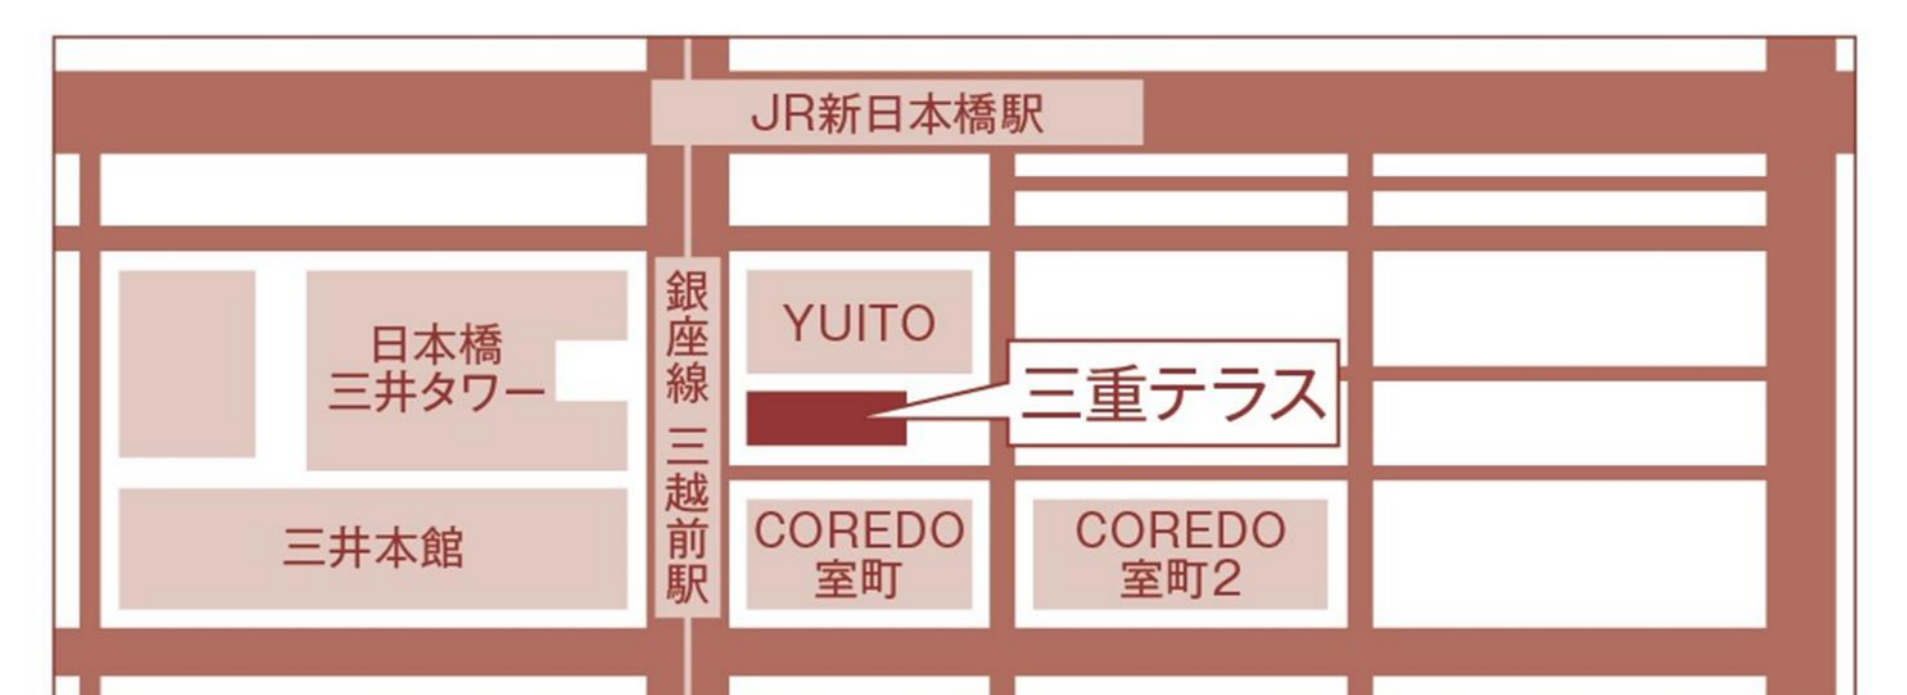 JR新日本橋駅
銀座線 三越前駅
日本橋
三井タワー
YUITO
三重テラス
三井本館
COREDO
室町
COREDO
室町2